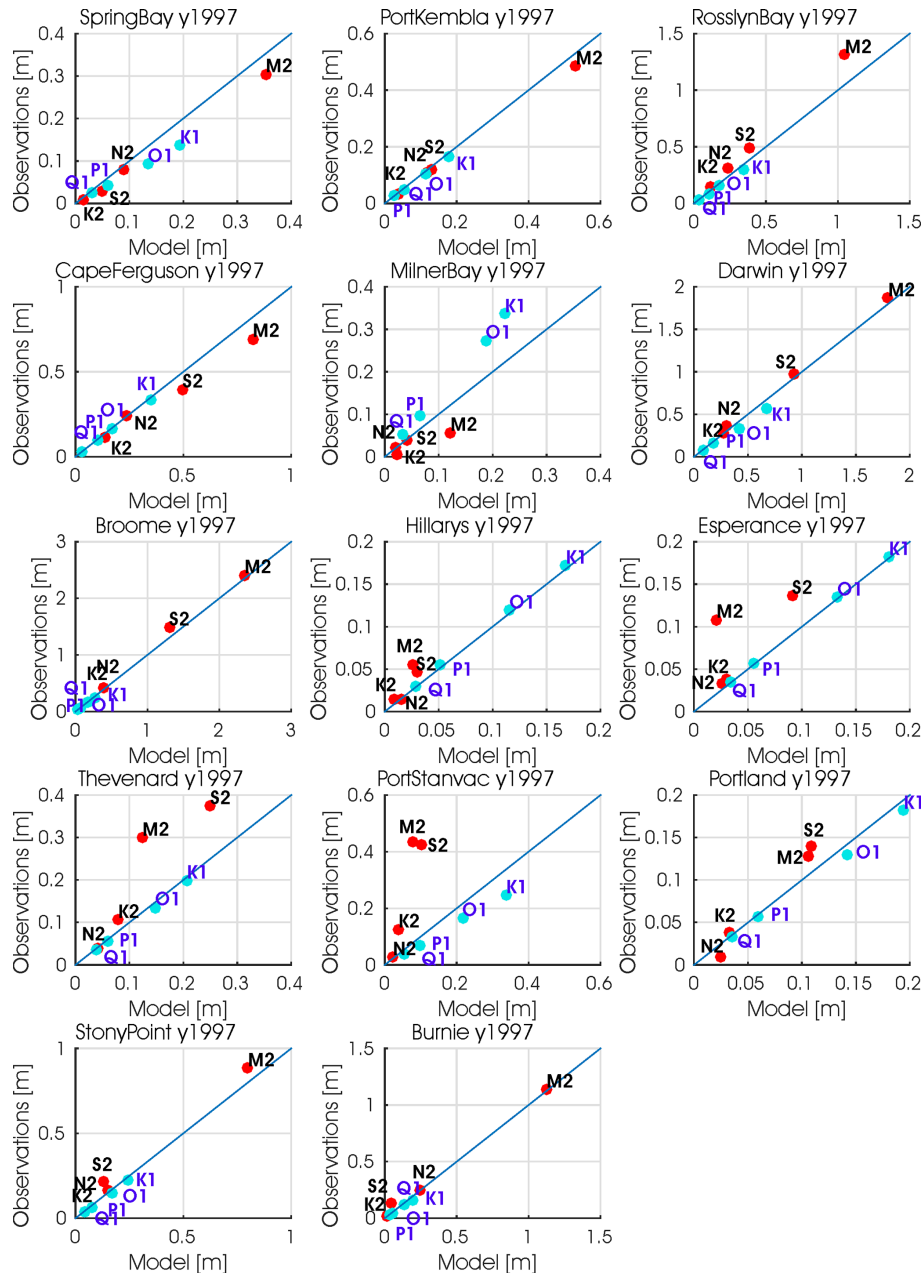 SpringBay y1997
Observations [m]
0.4
0.3
0.2
0.1
0
M2
K1
O1
N2
P1
Q1
S2
K2
0 0.1 0.2 0.3 0.4
Model [m]
PortKembla y1997
Observations [m]
0.6
0.4
0.2
0
M2
S2
K1
N2
K2
O1
Q1
P1
0 0.2 0.4 0.6
Model [m]
RosslynBay y1997
Observations [m]
1.5
1
0.5
0
M2
S2
N2
K1
K2
O1
P1
Q1
0 0.5 1 1.5
Model [m]
CapeFerguson y1997
Observations [m]
1
0.5
0
M2
S2
K1
O1
N2
P1
Q1
K2
0 0.5 1
Model [m]
MilnerBay y1997
Observations [m]
0.4
0.3
0.2
0.1
0
K1
O1
P1
Q1
M2
N2
S2
K2
0 0.1 0.2 0.3 0.4
Model [m]
Darwin y1997
Observations [m]
2
1.5
1
0.5
0
M2
S2
K1
N2
K2
O1
P1
Q1
0 0.5 1 1.5 2
Model [m]
Broome y1997
Observations [m]
3
2
1
0
M2
S2
N2
K2
Q1
K1
P1
O1
0 1 2 3
Model [m]
Hillarys y1997
Observations [m]
0.2
0.15
0.1
0.05
0
K1
O1
M2
S2
P1
K2
Q1
N2
0 0.05 0.1 0.15 0.2
Model [m]
Esperance y1997
Observations [m]
0.2
0.15
0.1
0.05
0
K1
S2
O1
M2
P1
K2
N2
Q1
0 0.05 0.1 0.15 0.2
Model [m]
Thevenard y1997
Observations [m]
0.4
0.3
0.2
0.1
0
S2
M2
K1
O1
K2
N2
P1
Q1
0 0.1 0.2 0.3 0.4
Model [m]
PortStanvac y1997
Observations [m]
0.6
0.4
0.2
0
M2
S2
K1
O1
K2
P1
N2
Q1
0 0.2 0.4 0.6
Model [m]
Portland y1997
Observations [m]
0.2
0.15
0.1
0.05
0
K1
S2
M2
O1
P1
K2
Q1
N2
0 0.05 0.1 0.15 0.2
Model [m]
StonyPoint y1997
Observations [m]
1
0.5
0
M2
S2
N2
K1
K2
O1
P1
Q1
0 0.5 1
Model [m]
Burnie y1997
Observations [m]
1.5
1
0.5
0
M2
N2
Q1
S2
K1
K2
O1
P1
0 0.5 1 1.5
Model [m]